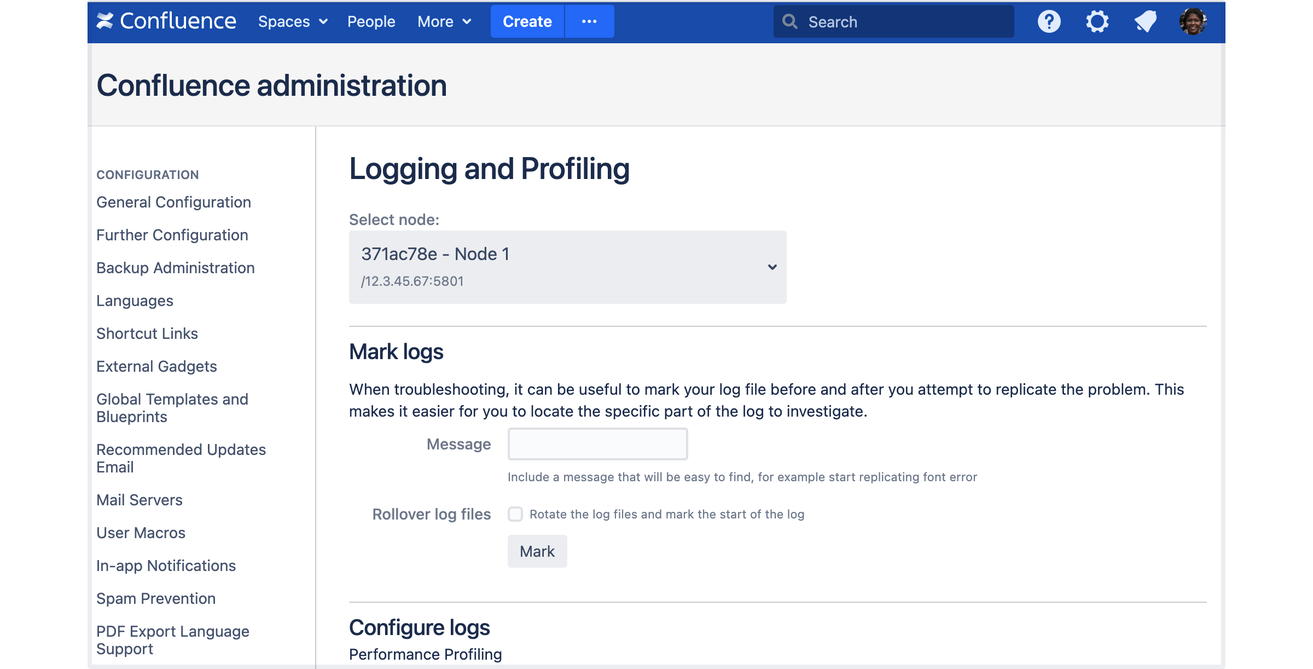 Confluence Spaces People More Create ··· Search
Confluence administration
CONFIGURATION
General Configuration
Further Configuration
Backup Administration
Languages
Shortcut Links
External Gadgets
Global Templates and
Blueprints
Recommended Updates
Email
Mail Servers
User Macros
In-app Notifications
Spam Prevention
PDF Export Language
Support
Logging and Profiling
Select node:
371ac78e - Node 1
/12.3.45.67:5801
Mark logs
When troubleshooting, it can be useful to mark your log file before and after you attempt to replicate the problem. This
makes it easier for you to locate the specific part of the log to investigate.
Message
Include a message that will be easy to find, for example start replicating font error
Rollover log files Rotate the log files and mark the start of the log
Mark
Configure logs
Performance Profiling